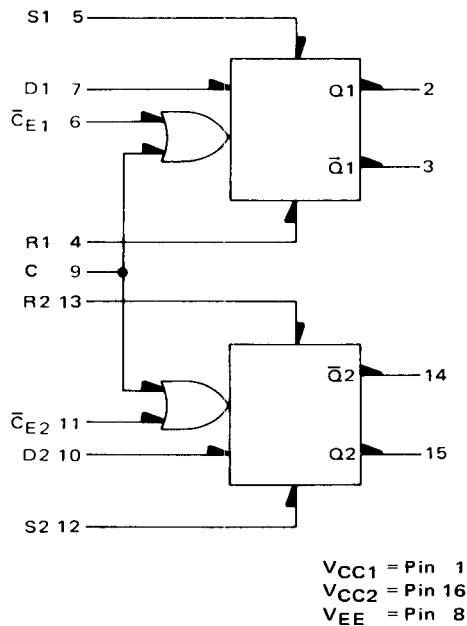 S1 5
D1 7
Q1 2
C̄E1 6
Q̄1 3
R1 4
C 9
R2 13
Q̄2 14
C̄E2 11
D2 10
Q2 15
S2 12
VCC1 = Pin 1
VCC2 = Pin 16
VEE = Pin 8